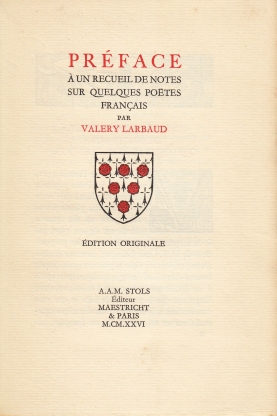 PRÉFACE
À UN RECUEIL DE NOTES
SUR QUELQUES POËTES
FRANÇAIS
PAR
VALERY LARBAUD
ÉDITION ORIGINALE
A.A.M. STOLS
Éditeur
MAESTRICHT
& PARIS
M.CM.XXVI